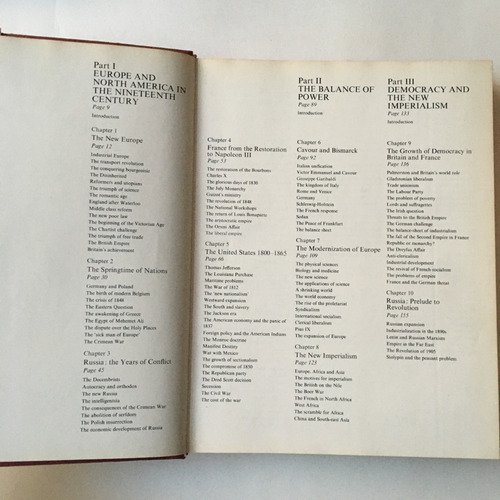 Part I
EUROPE AND
NORTH AMERICA IN
THE NINETEENTH
CENTURY
Page 9
Introduction
Chapter 1
The New Europe
Page 12
Industrial Europe
The transport revolution
The conquering bourgeoisie
The Disinherited
Reformers and utopians
The triumph of science
The romantic age
England after Waterloo
Middle class reform
The new poor law
The beginning of the Victorian Age
The Chartist challenge
The triumph of free trade
The British Empire
Britain's achievement
Chapter 2
The Springtime of Nations
Page 30
Germany and Poland
The birth of modern Belgium
The crisis of 1848
The Eastern Question
The awakening of Greece
The Egypt of Mehemet Ali
The dispute over the Holy Places
The 'sick man of Europe'
The Crimean War
Chapter 3
Russia: the Years of Conflict
Page 45
The Decembrists
Autocracy and orthodoxy
The new Russia
The intelligentsia
The consequences of the Crimean War
The abolition of serfdom
The Polish insurrection
The economic development of Russia
Chapter 4
France from the Restoration
to Napoleon III
Page 53
The restoration of the Bourbons
Charles X
The glorious days of 1830
The July Monarchy
Guizot's ministry
The revolution of 1848
The National Workshops
The return of Louis Bonaparte
The aristocratic empire
The Orsini Affair
The liberal empire
Chapter 5
The United States 1800–1865
Page 66
Thomas Jefferson
The Louisiana Purchase
Maritime problems
The War of 1812
The 'new nationalism'
Westward expansion
The South and slavery
The Jackson era
The American economy and the panic of
1837
Foreign policy and the American Indians
The Monroe doctrine
Manifest Destiny
War with Mexico
The growth of sectionalism
The compromise of 1850
The Republican party
The Dred Scott decision
Secession
The Civil War
The cost of the war
Part II
THE BALANCE OF
POWER
Page 89
Introduction
Chapter 6
Cavour and Bismarck
Page 92
Italian unification
Victor Emmanuel and Cavour
Giuseppe Garibaldi
The kingdom of Italy
Rome and Venice
Germany
Schleswig-Holstein
The French response
Sedan
The Peace of Frankfurt
The balance sheet
Chapter 7
The Modernization of Europe
Page 109
The physical sciences
Biology and medicine
The new science
The applications of science
A shrinking world
The world economy
The rise of the proletariat
Syndicalism
International socialism
Clerical liberalism
Pius IX
The expansion of Europe
Chapter 8
The New Imperialism
Page 123
Europe, Africa and Asia
The motives for imperialism
The British on the Nile
The Boer War
The French in North Africa
West Africa
The scramble for Africa
China and South-east Asia
Part III
DEMOCRACY AND
THE NEW
IMPERIALISM
Page 133
Introduction
Chapter 9
The Growth of Democracy in
Britain and France
Page 136
Palmerston and Britain's world role
Gladstonian liberalism
Trade unionism
The Labour Party
The problem of poverty
Lords and suffragettes
The Irish question
Threats to the British Empire
The German challenge
The balance-sheet of industrialism
The fall of the Second Empire in France
Republic or monarchy?
The Dreyfus Affair
Anti-clericalism
Industrial development
The revival of French socialism
The problems of empire
France and the German threat
Chapter 10
Russia: Prelude to
Revolution
Page 155
Russian expansion
Industrialization in the 1890s
Lenin and Russian Marxism
Empire in the Far East
The Revolution of 1905
Stolypin and the peasant problem